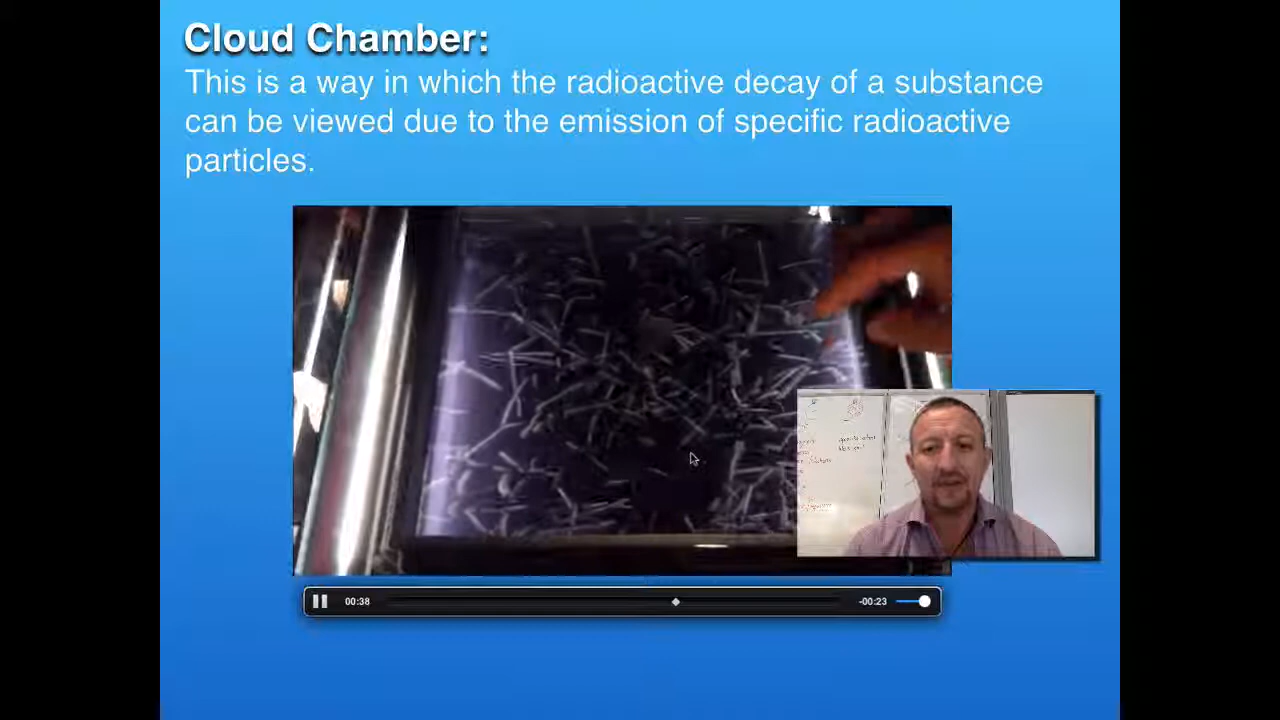 Cloud Chamber:
This is a way in which the radioactive decay of a substance
can be viewed due to the emission of specific radioactive
particles.
00:38
-00:23